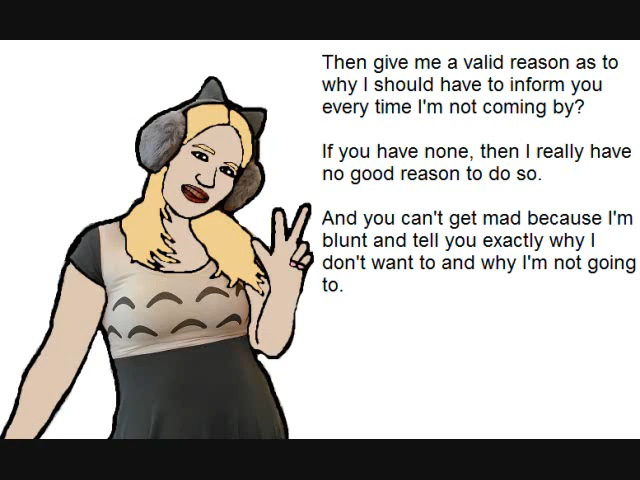 Then give me a valid reason as to
why I should have to inform you
every time I'm not coming by?
If you have none, then I really have
no good reason to do so.
And you can't get mad because I'm
blunt and tell you exactly why I
don't want to and why I'm not going
to.